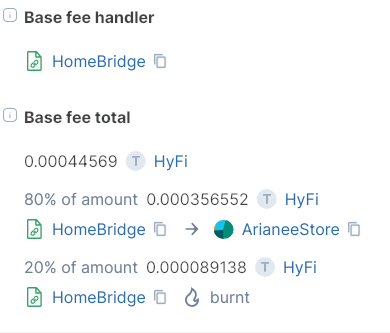 Base fee handler
HomeBridge
Base fee total
0.00044569 T HyFi
80% of amount 0.000356552 T HyFi
HomeBridge → ArianeeStore
20% of amount 0.000089138 T HyFi
HomeBridge burnt